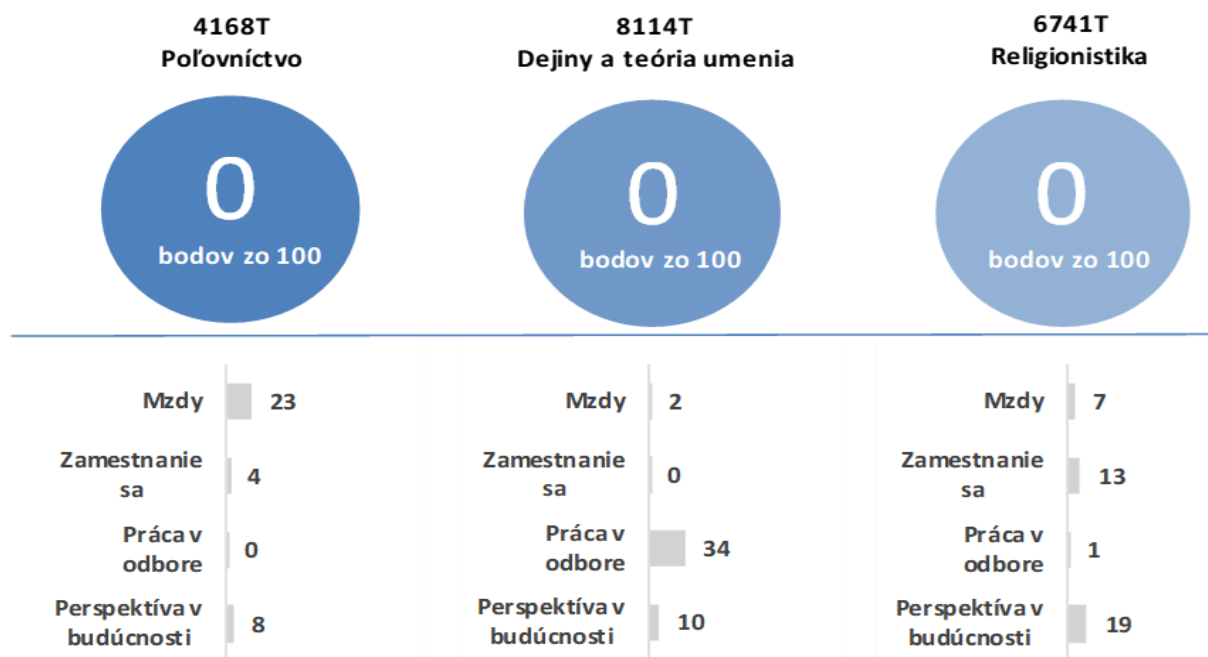 4168T
Poľovníctvo
0
bodov zo 100
Mzdy 23
Zamestnanie
sa 4
Práca v
odbore 0
Perspektíva v
budúcnosti 8
8114T
Dejiny a teória umenia
0
bodov zo 100
Mzdy 2
Zamestnanie
sa 0
Práca v
odbore 34
Perspektíva v
budúcnosti 10
6741T
Religionistika
0
bodov zo 100
Mzdy 7
Zamestnanie
sa 13
Práca v
odbore 1
Perspektíva v
budúcnosti 19